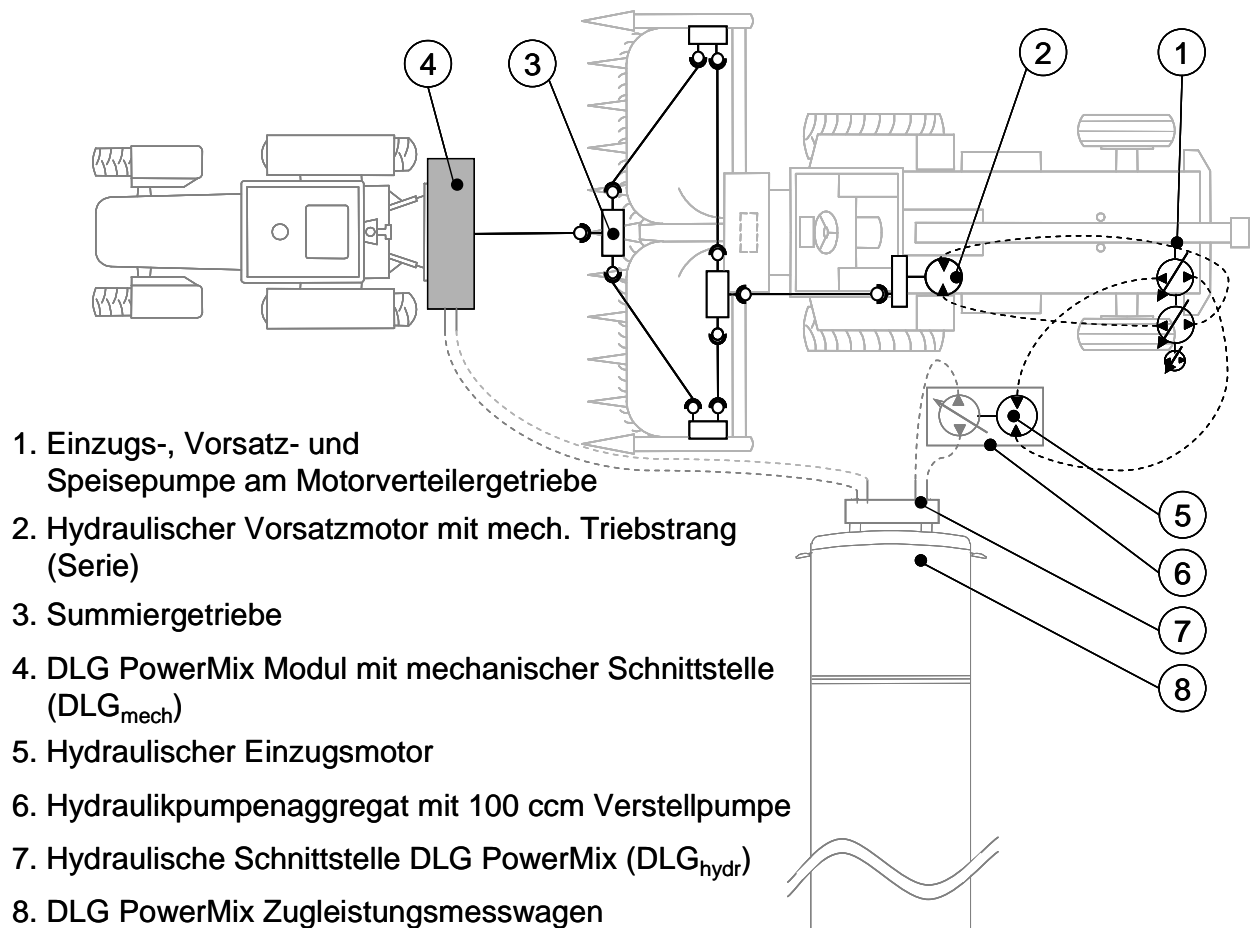 4
3
2
1
1. Einzugs-, Vorsatz- und
Speisepumpe am Motorverteilergetriebe
2. Hydraulischer Vorsatzmotor mit mech. Triebstrang
(Serie)
3. Summiergetriebe
4. DLG PowerMix Modul mit mechanischer Schnittstelle
(DLGmech)
5. Hydraulischer Einzugsmotor
6. Hydraulikpumpenaggregat mit 100 ccm Verstellpumpe
7. Hydraulische Schnittstelle DLG PowerMix (DLGhydr)
8. DLG PowerMix Zugleistungsmesswagen
5
6
7
8